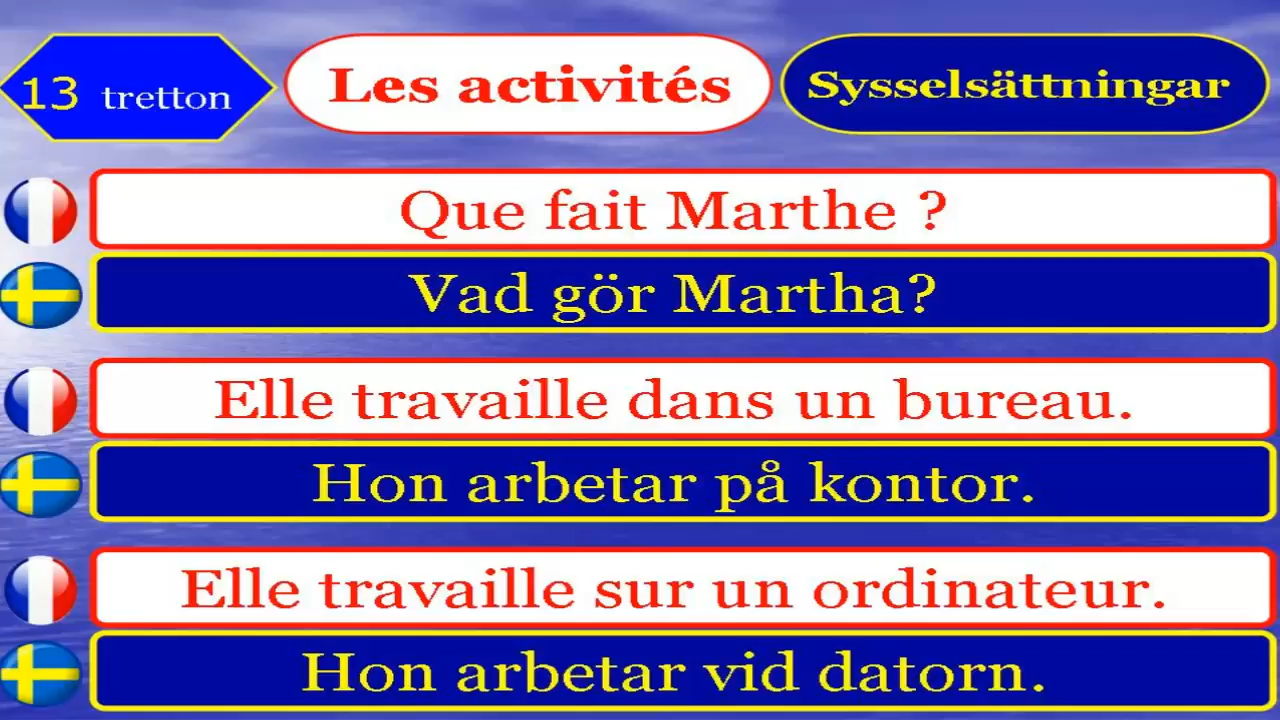 13 tretton
Les activités
Sysselsättningar
Que fait Marthe ?
Vad gör Martha?
Elle travaille dans un bureau.
Hon arbetar på kontor.
Elle travaille sur un ordinateur.
Hon arbetar vid datorn.